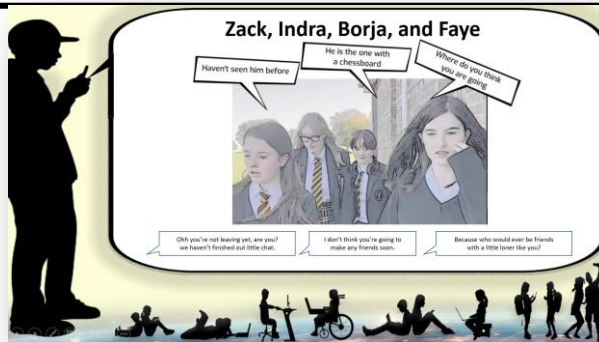 Zack, Indra, Borja, and Faye
Haven't seen him before
He is the one with
a chessboard
Where do you think
you are going
Ohh you're not leaving yet, are you?
we haven't finished out little chat.
I don't think you're going to
make any friends soon.
Because who would ever be friends
with a little loner like you?